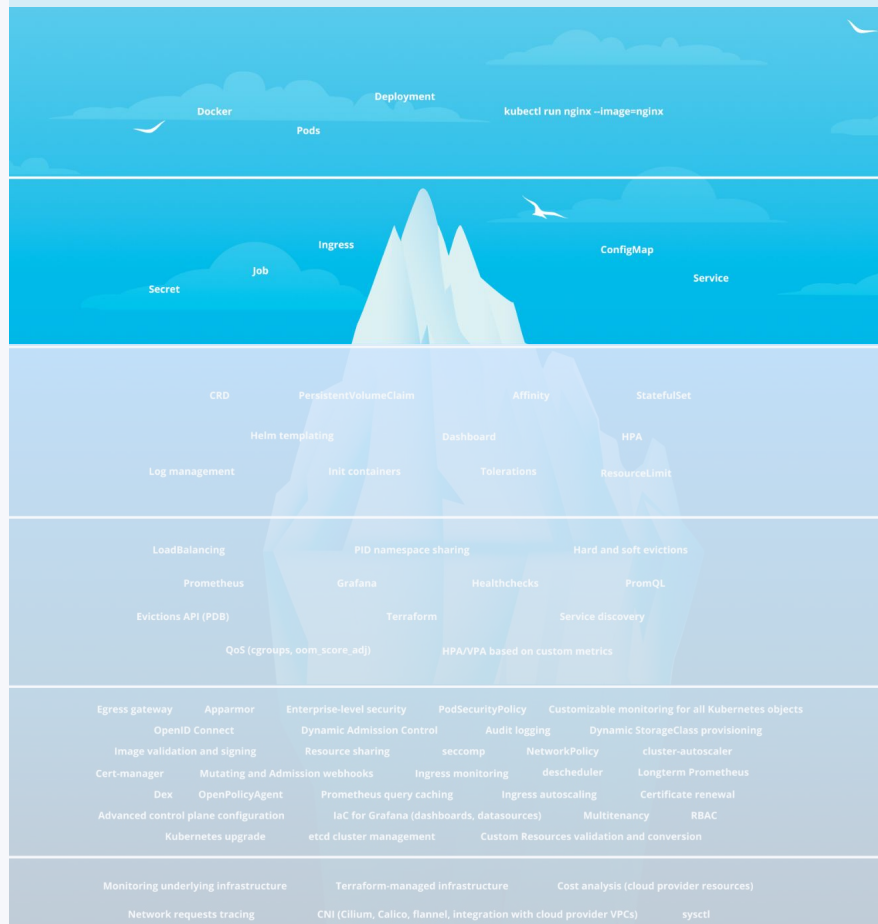 Deployment
Docker kubectl run nginx --image=nginx
Pods
Ingress ConfigMap
Job Service
Secret
CRD PersistentVolumeClaim Affinity StatefulSet
Helm templating Dashboard HPA
Log management Init containers Tolerations ResourceLimit
LoadBalancing PID namespace sharing Hard and soft evictions
Prometheus Grafana Healthchecks PromQL
Evictions API (PDB) Terraform Service discovery
QoS (cgroups, oom_score_adj) HPA/VPA based on custom metrics
Egress gateway Apparmor Enterprise-level security PodSecurityPolicy Customizable monitoring for all Kubernetes objects
OpenID Connect Dynamic Admission Control Audit logging Dynamic StorageClass provisioning
Image validation and signing Resource sharing seccomp NetworkPolicy cluster-autoscaler
Cert-manager Mutating and Admission webhooks Ingress monitoring descheduler Longterm Prometheus
Dex OpenPolicyAgent Prometheus query caching Ingress autoscaling Certificate renewal
Advanced control plane configuration IaC for Grafana (dashboards, datasources) Multitenancy RBAC
Kubernetes upgrade etcd cluster management Custom Resources validation and conversion
Monitoring underlying infrastructure Terraform-managed infrastructure Cost analysis (cloud provider resources)
Network requests tracing CNI (Cilium, Calico, flannel, integration with cloud provider VPCs) sysctl